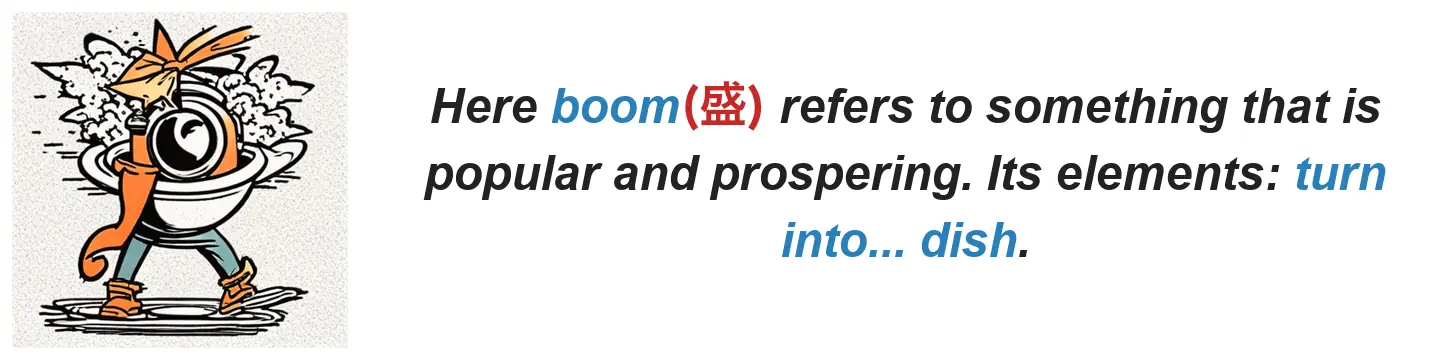 Here boom(盛) refers to something that is
popular and prospering. Its elements: turn
into... dish.